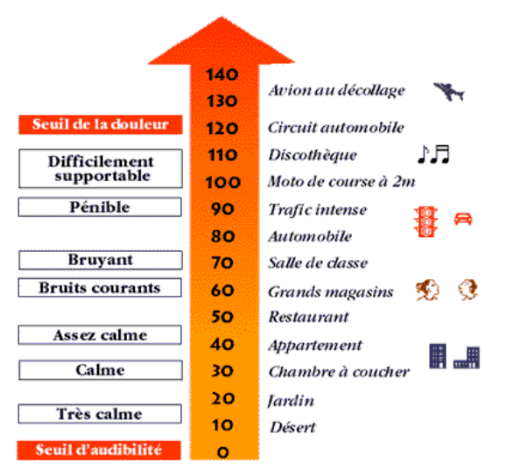 140
130
Avion au décollage
Seuil de la douleur
120
Circuit automobile
Difficilement
supportable
110
Discothèque
100
Moto de course à 2m
Pénible
90
Trafic intense
80
Automobile
Bruyant
70
Salle de classe
Bruits courants
60
Grands magasins
50
Restaurant
Assez calme
40
Appartement
Calme
30
Chambre à coucher
20
Jardin
Très calme
10
Désert
Seuil d'audibilité
0